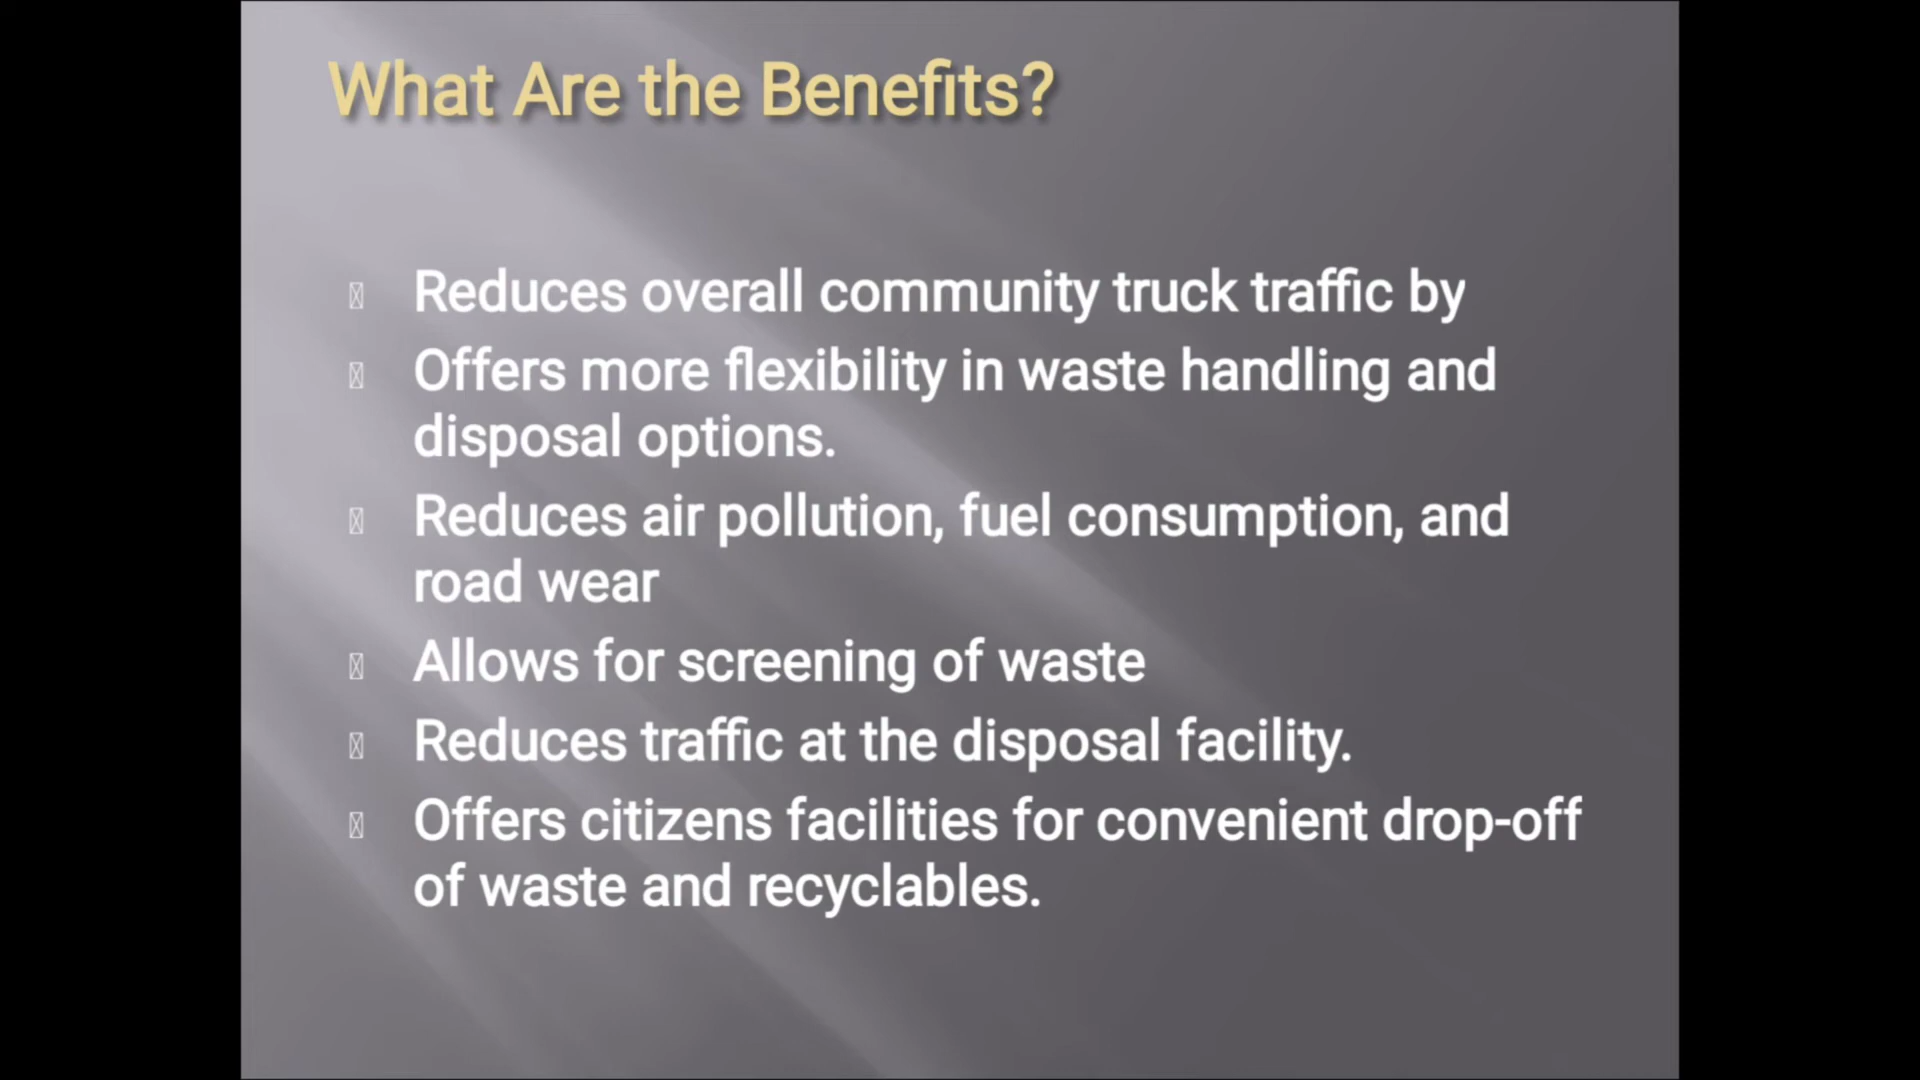 What Are the Benefits?
Reduces overall community truck traffic by
Offers more flexibility in waste handling and
disposal options.
Reduces air pollution, fuel consumption, and
road wear
Allows for screening of waste
Reduces traffic at the disposal facility.
Offers citizens facilities for convenient drop-off
of waste and recyclables.